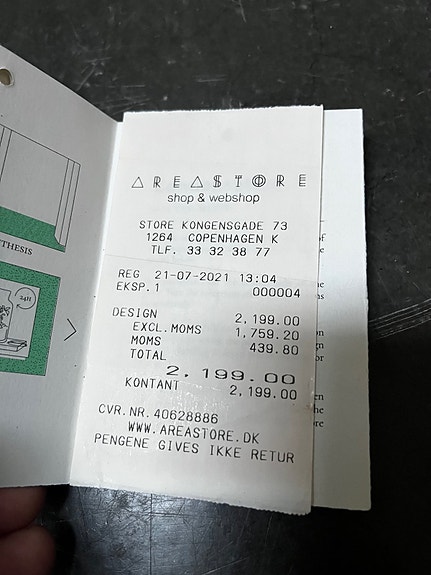 AREASTORE
shop & webshop
STORE KONGENSGADE 73
1264 COPENHAGEN K
TLF. 33 32 38 77
REG 21-07-2021 13:04
EKSP.1 000004
DESIGN 2,199.00
EXCL.MOMS 1,759.20
MOMS 439.80
TOTAL
2,199.00
KONTANT 2,199.00
CVR.NR.40628886
WWW.AREASTORE.DK
PENGENE GIVES IKKE RETUR
THESIS
24H